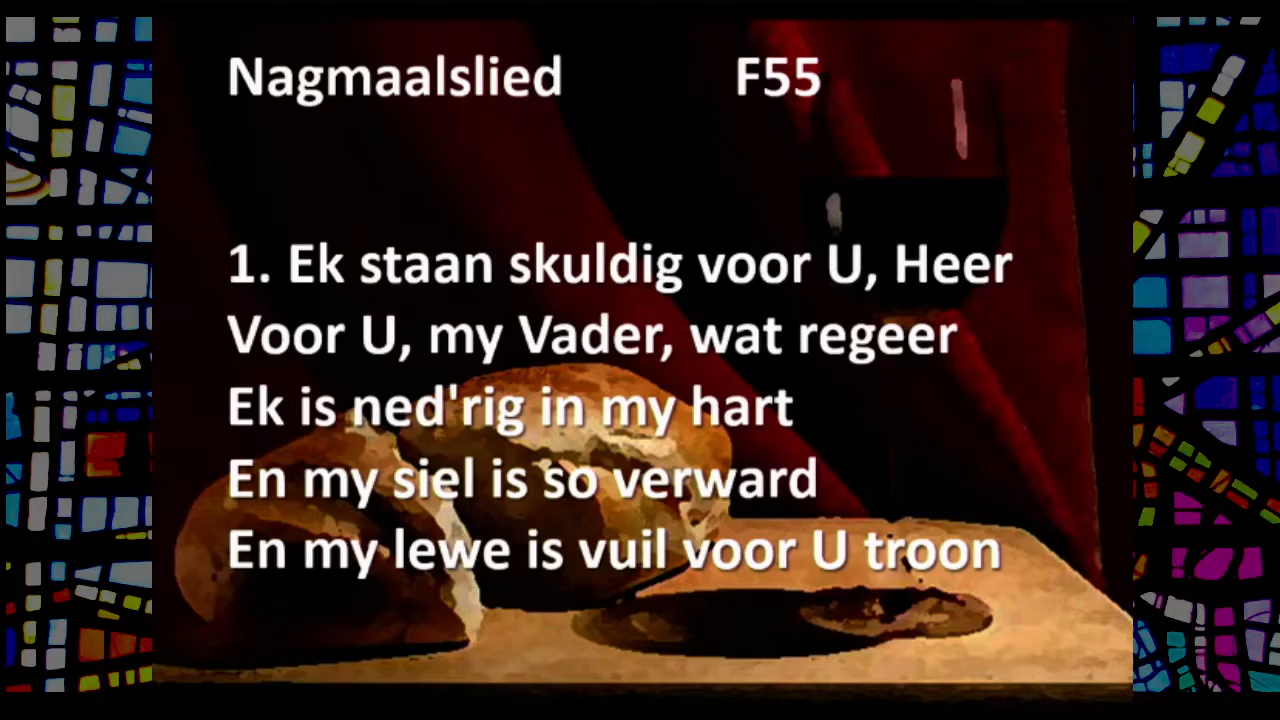 Nagmaalslied F55
1. Ek staan skuldig voor U, Heer
Voor U, my Vader, wat regeer
Ek is ned'rig in my hart
En my siel is so verward
En my lewe is vuil voor U troon